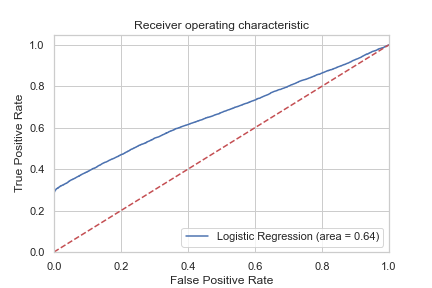 Receiver operating characteristic
1.0
0.8
0.6
0.4
0.2
0.0
True Positive Rate
Logistic Regression (area = 0.64)
0.0 0.2 0.4 0.6 0.8 1.0
False Positive Rate